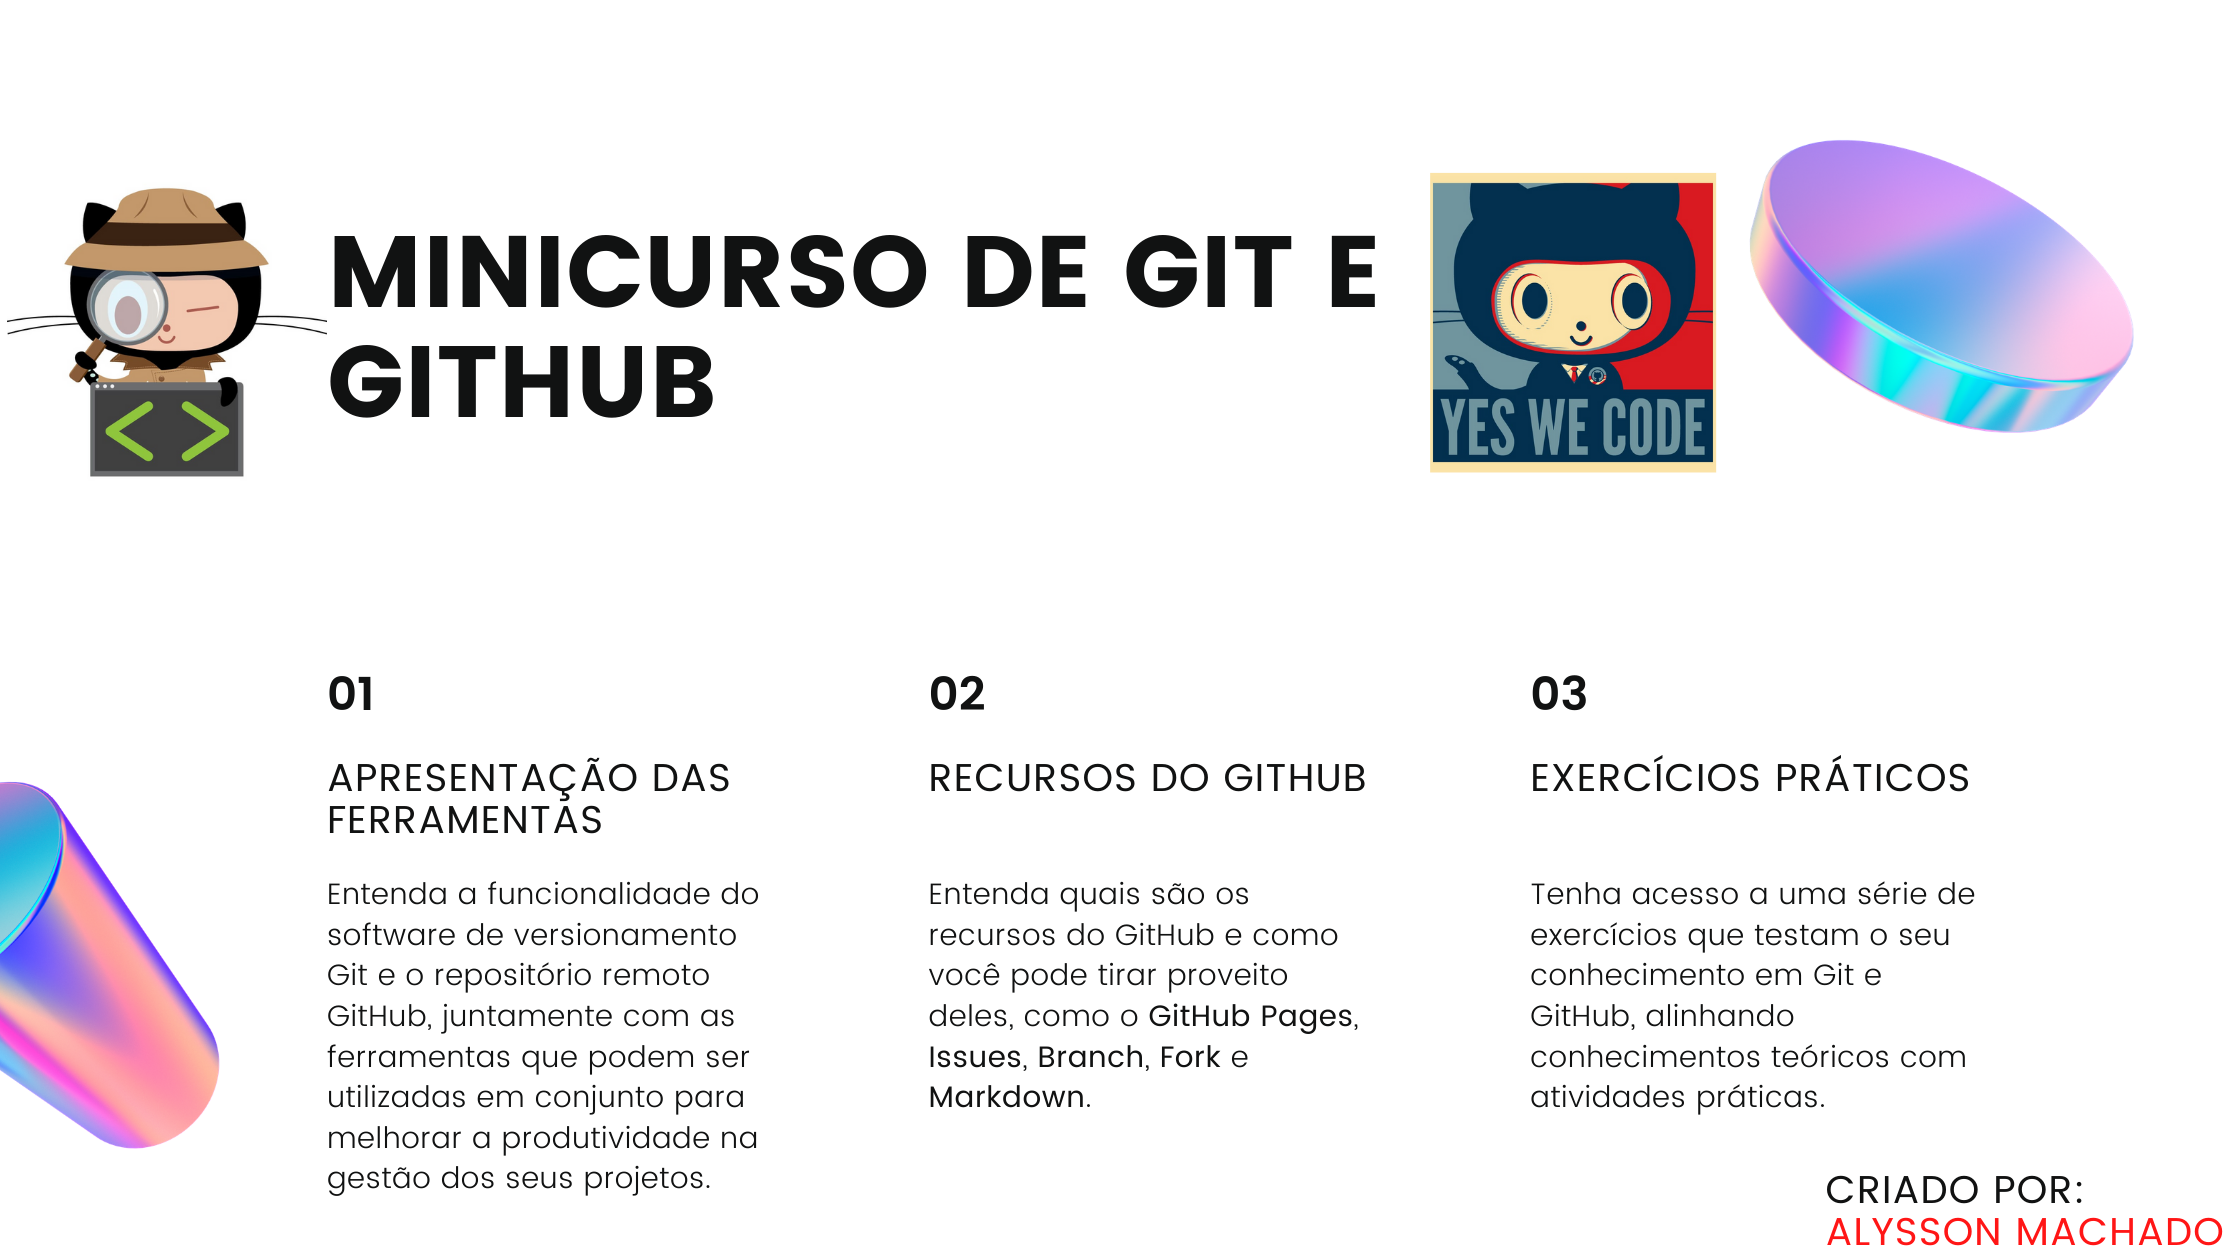 MINICURSO DE GIT E
GITHUB
YES WE CODE
01
APRESENTAÇÃO DAS
FERRAMENTAS
Entenda a funcionalidade do
software de versionamento
Git e o repositório remoto
GitHub, juntamente com as
ferramentas que podem ser
utilizadas em conjunto para
melhorar a produtividade na
gestão dos seus projetos.
02
RECURSOS DO GITHUB
Entenda quais são os
recursos do GitHub e como
você pode tirar proveito
deles, como o GitHub Pages,
Issues, Branch, Fork e
Markdown.
03
EXERCÍCIOS PRÁTICOS
Tenha acesso a uma série de
exercícios que testam o seu
conhecimento em Git e
GitHub, alinhando
conhecimentos teóricos com
atividades práticas.
CRIADO POR:
ALYSSON MACHADO